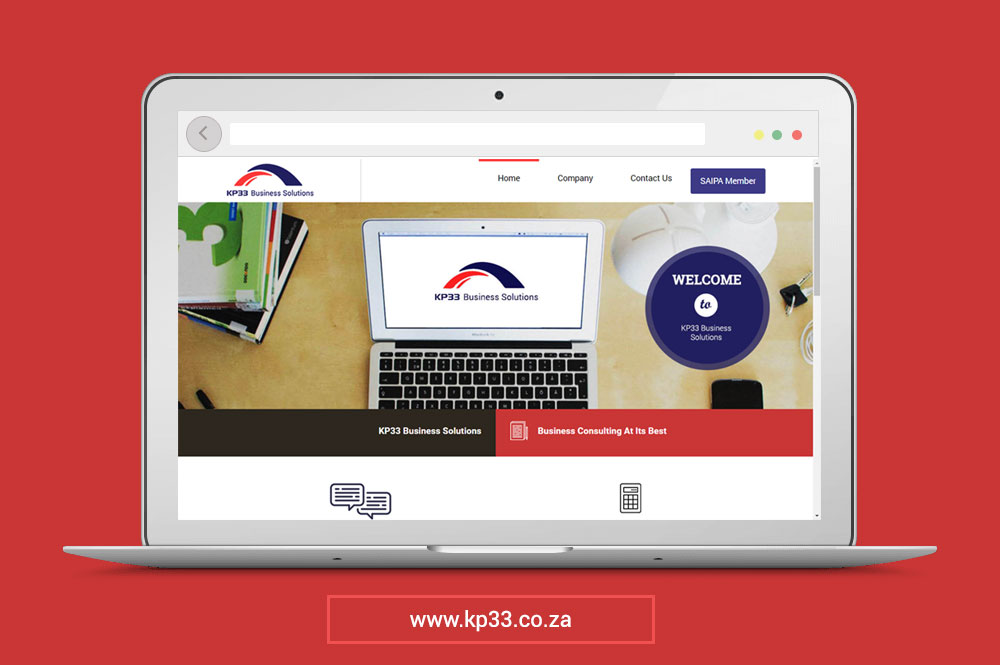 KP33 Business Solutions
Home
Company
Contact Us
SAIPA Member
3
KP33 Business Solutions
WELCOME
to
KP33 Business
Solutions
KP33 Business Solutions
Business Consulting At Its Best
www.kp33.co.za